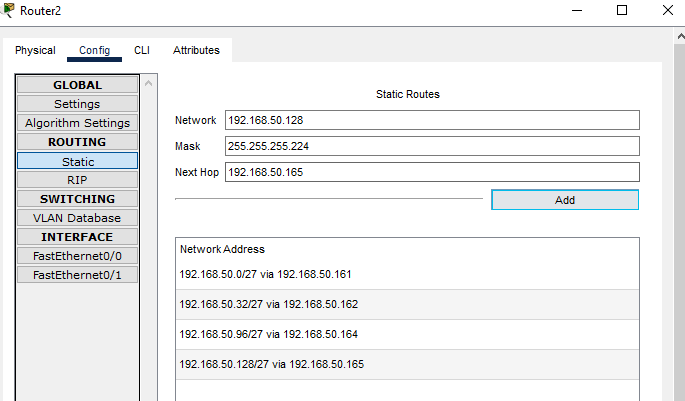 Router2
Physical Config CLI Attributes
GLOBAL
Settings
Algorithm Settings
ROUTING
Static
RIP
SWITCHING
VLAN Database
INTERFACE
FastEthernet0/0
FastEthernet0/1
Static Routes
Network 192.168.50.128
Mask 255.255.255.224
Next Hop 192.168.50.165
Add
Network Address
192.168.50.0/27 via 192.168.50.161
192.168.50.32/27 via 192.168.50.162
192.168.50.96/27 via 192.168.50.164
192.168.50.128/27 via 192.168.50.165